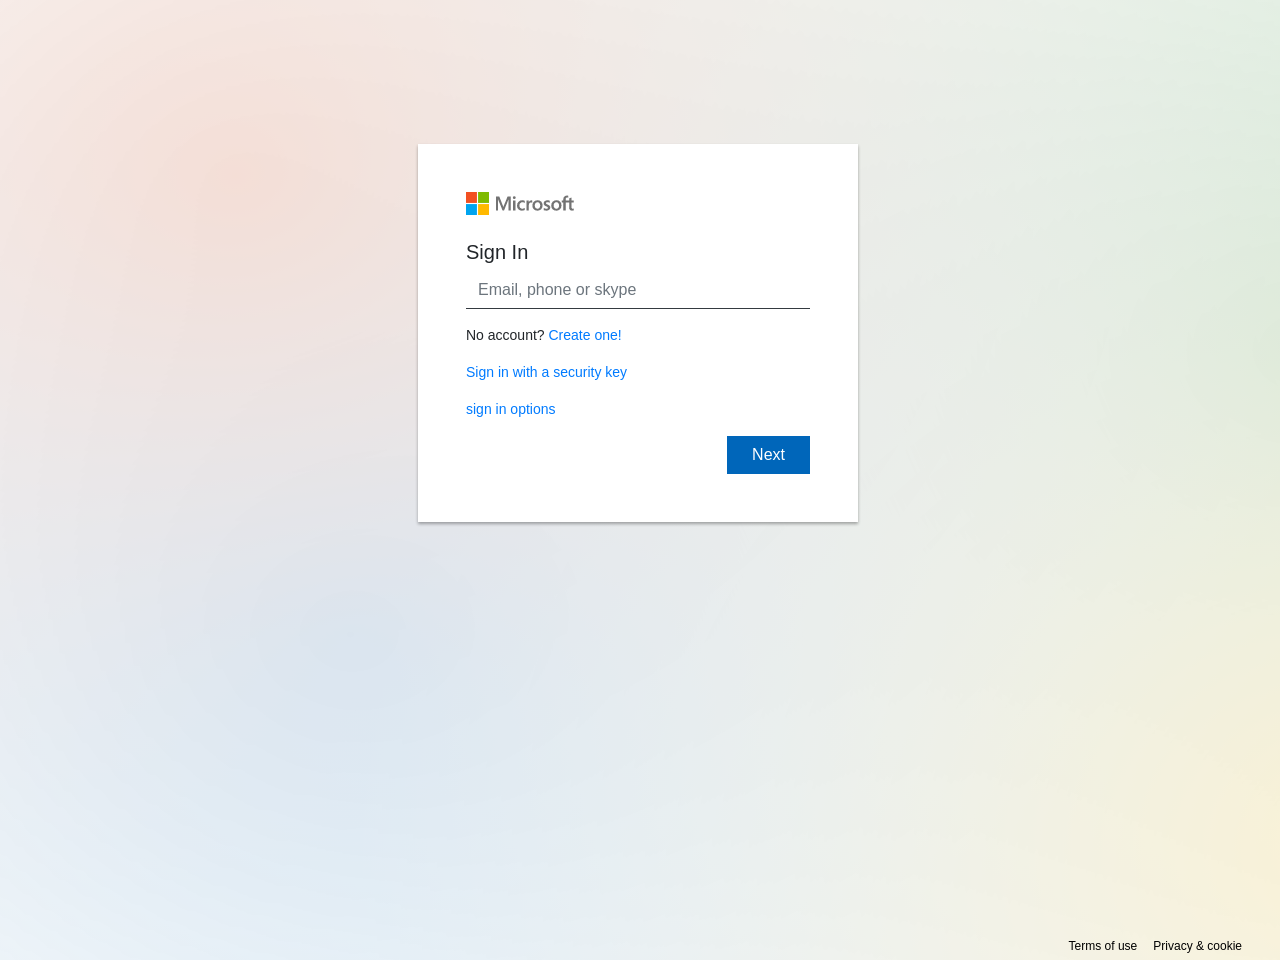 Microsoft
Sign In
Email, phone or skype
No account? Create one!
Sign in with a security key
sign in options
Next
Terms of use Privacy & cookie